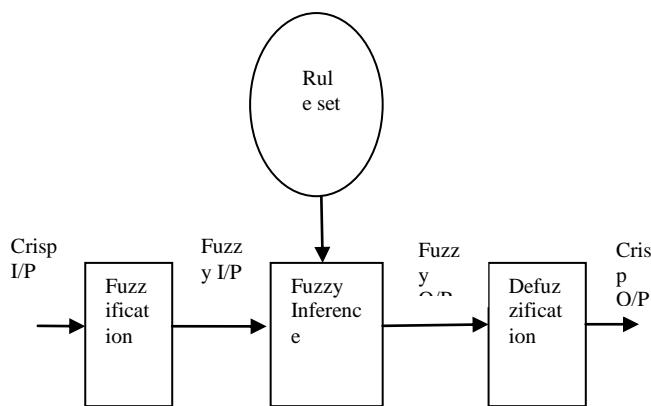 Rul
e set
Crisp
I/P
Fuzz
y I/P
Fuzz
y
O/P
Cris
p
O/P
Fuzz
ificat
ion
Fuzzy
Inferenc
e
Defuz
zificat
ion